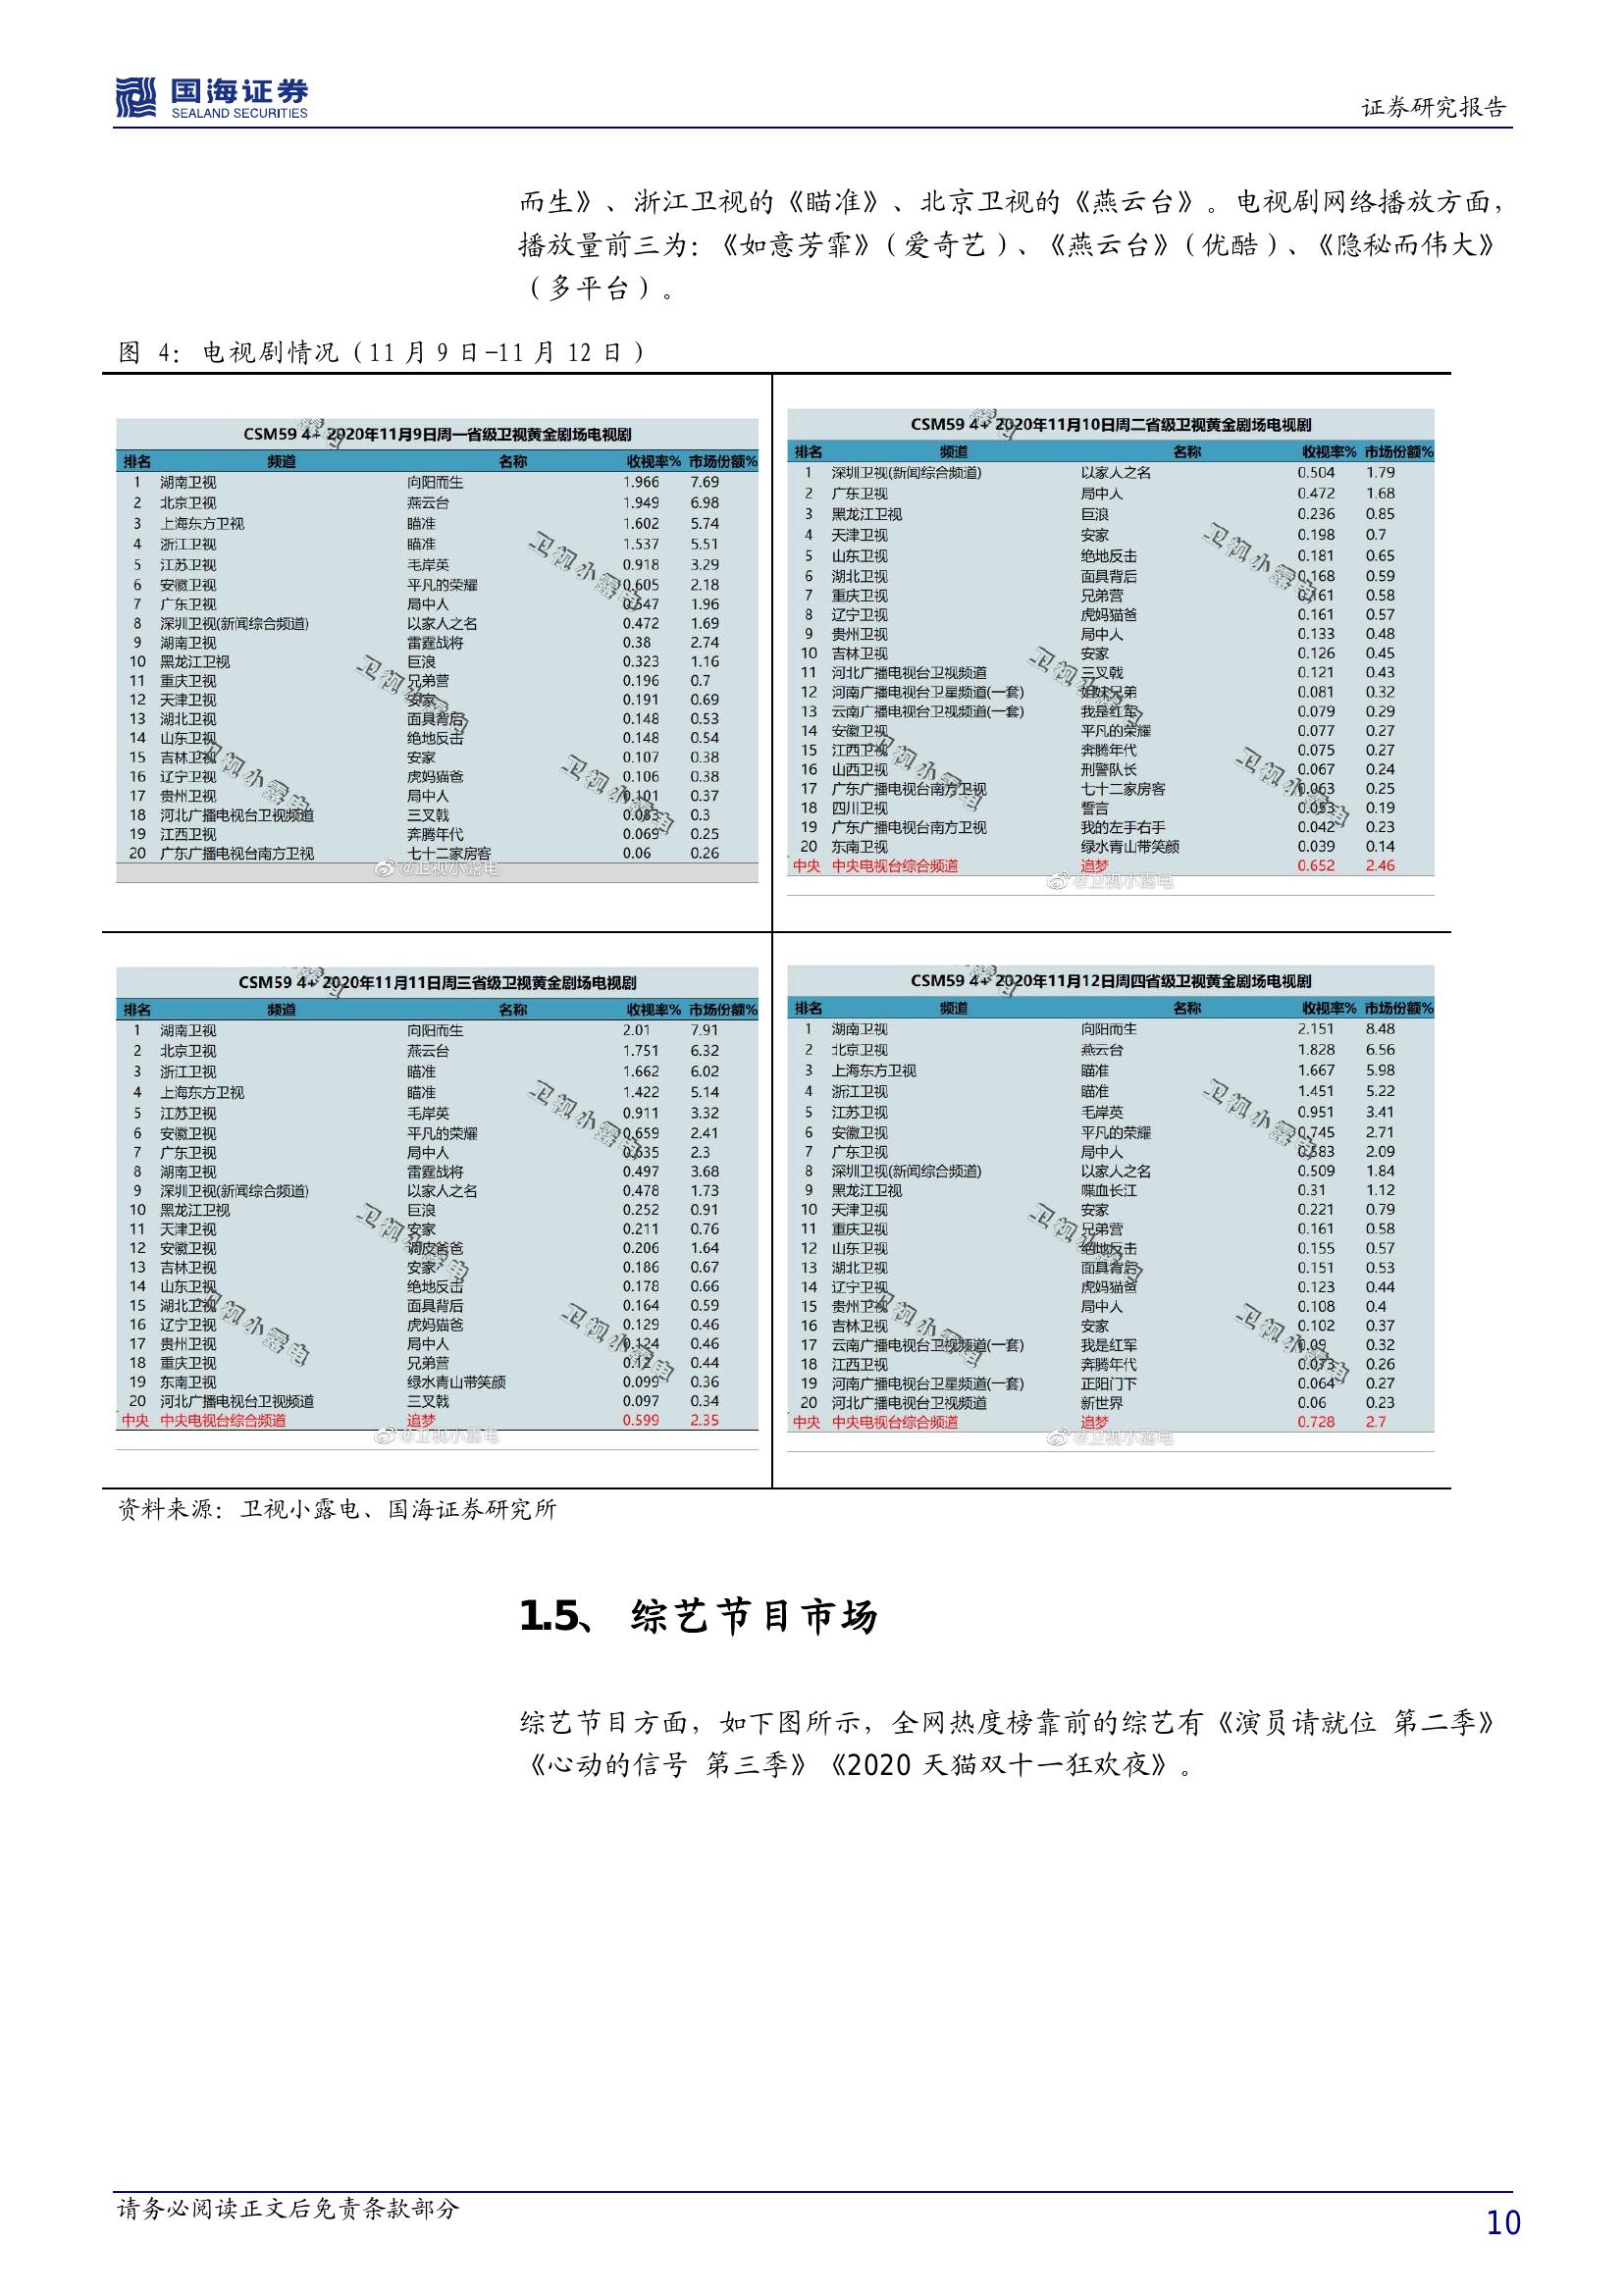 国海证券
SEALAND SECURITIES
证券研究报告
而生》、浙江卫视的《瞄准》、北京卫视的《燕云台》。电视剧网络播放方面，
播放量前三为：《如意芳霏》（爱奇艺）、《燕云台》（优酷）、《隐秘而伟大》
（多平台）。
图 4：电视剧情况（11 月 9 日-11 月 12 日）
CSM59 4+ 2020年11月9日周一省级卫视黄金剧场电视剧
排名 频道 名称 收视率% 市场份额%
1 湖南卫视 向阳而生 1.966 7.69
2 北京卫视 燕云台 1.949 6.98
3 上海东方卫视 瞄准 1.602 5.74
4 浙江卫视 瞄准 1.537 5.51
5 江苏卫视 毛岸英 0.918 3.29
6 安徽卫视 平凡的荣耀 0.605 2.18
7 广东卫视 局中人 0.547 1.96
8 深圳卫视(新闻综合频道) 以家人之名 0.472 1.69
9 湖南卫视 雷霆战将 0.38 2.74
10 黑龙江卫视 巨浪 0.323 1.16
11 重庆卫视 兄弟营 0.196 0.7
12 天津卫视 安家 0.191 0.69
13 湖北卫视 面具背后 0.148 0.53
14 山东卫视 绝地反击 0.148 0.54
15 吉林卫视 安家 0.107 0.38
16 辽宁卫视 虎妈猫爸 0.106 0.38
17 贵州卫视 局中人 0.101 0.37
18 河北广播电视台卫视频道 三叉戟 0.083 0.3
19 江西卫视 奔腾年代 0.069 0.25
20 广东广播电视台南方卫视 七十二家房客 0.06 0.26
@卫视小露电
CSM59 4+ 2020年11月10日周二省级卫视黄金剧场电视剧
排名 频道 名称 收视率% 市场份额%
1 深圳卫视(新闻综合频道) 以家人之名 0.504 1.79
2 广东卫视 局中人 0.472 1.68
3 黑龙江卫视 巨浪 0.236 0.85
4 天津卫视 安家 0.198 0.7
5 山东卫视 绝地反击 0.181 0.65
6 湖北卫视 面具背后 0.168 0.59
7 重庆卫视 兄弟营 0.161 0.58
8 辽宁卫视 虎妈猫爸 0.161 0.57
9 贵州卫视 局中人 0.133 0.48
10 吉林卫视 安家 0.126 0.45
11 河北广播电视台卫视频道 三叉戟 0.121 0.43
12 河南广播电视台卫星频道(一套) 姐妹兄弟 0.081 0.32
13 云南广播电视台卫视频道(一套) 我是红军 0.079 0.29
14 安徽卫视 平凡的荣耀 0.077 0.27
15 江西卫视 奔腾年代 0.075 0.27
16 山西卫视 刑警队长 0.067 0.24
17 广东广播电视台南方卫视 七十二家房客 0.063 0.25
18 四川卫视 誓言 0.053 0.19
19 广东广播电视台南方卫视 我的左手右手 0.042 0.23
20 东南卫视 绿水青山带笑颜 0.039 0.14
中央 中央电视台综合频道 追梦 0.652 2.46
@卫视小露电
CSM59 4+ 2020年11月11日周三省级卫视黄金剧场电视剧
排名 频道 名称 收视率% 市场份额%
1 湖南卫视 向阳而生 2.01 7.91
2 北京卫视 燕云台 1.751 6.32
3 浙江卫视 瞄准 1.662 6.02
4 上海东方卫视 瞄准 1.422 5.14
5 江苏卫视 毛岸英 0.911 3.32
6 安徽卫视 平凡的荣耀 0.659 2.41
7 广东卫视 局中人 0.635 2.3
8 湖南卫视 雷霆战将 0.497 3.68
9 深圳卫视(新闻综合频道) 以家人之名 0.478 1.73
10 黑龙江卫视 巨浪 0.252 0.91
11 天津卫视 安家 0.211 0.76
12 安徽卫视 调皮爸爸 0.206 1.64
13 吉林卫视 安家 0.186 0.67
14 山东卫视 绝地反击 0.178 0.66
15 湖北卫视 面具背后 0.164 0.59
16 辽宁卫视 虎妈猫爸 0.129 0.46
17 贵州卫视 局中人 0.124 0.46
18 重庆卫视 兄弟营 0.12 0.44
19 东南卫视 绿水青山带笑颜 0.099 0.36
20 河北广播电视台卫视频道 三叉戟 0.097 0.34
中央 中央电视台综合频道 追梦 0.599 2.35
@卫视小露电
CSM59 4+ 2020年11月12日周四省级卫视黄金剧场电视剧
排名 频道 名称 收视率% 市场份额%
1 湖南卫视 向阳而生 2.151 8.48
2 北京卫视 燕云台 1.828 6.56
3 上海东方卫视 瞄准 1.667 5.98
4 浙江卫视 瞄准 1.451 5.22
5 江苏卫视 毛岸英 0.951 3.41
6 安徽卫视 平凡的荣耀 0.745 2.71
7 广东卫视 局中人 0.583 2.09
8 深圳卫视(新闻综合频道) 以家人之名 0.509 1.84
9 黑龙江卫视 喋血长江 0.31 1.12
10 天津卫视 安家 0.221 0.79
11 重庆卫视 兄弟营 0.161 0.58
12 山东卫视 绝地反击 0.155 0.57
13 湖北卫视 面具背后 0.151 0.53
14 辽宁卫视 虎妈猫爸 0.123 0.44
15 贵州卫视 局中人 0.108 0.4
16 吉林卫视 安家 0.102 0.37
17 云南广播电视台卫视频道(一套) 我是红军 0.09 0.32
18 江西卫视 奔腾年代 0.073 0.26
19 河南广播电视台卫星频道(一套) 正阳门下 0.064 0.27
20 河北广播电视台卫视频道 新世界 0.06 0.23
中央 中央电视台综合频道 追梦 0.728 2.7
@卫视小露电
资料来源：卫视小露电、国海证券研究所
1.5、 综艺节目市场
综艺节目方面，如下图所示，全网热度榜靠前的综艺有《演员请就位 第二季》
《心动的信号 第三季》《2020 天猫双十一狂欢夜》。
请务必阅读正文后免责条款部分
10